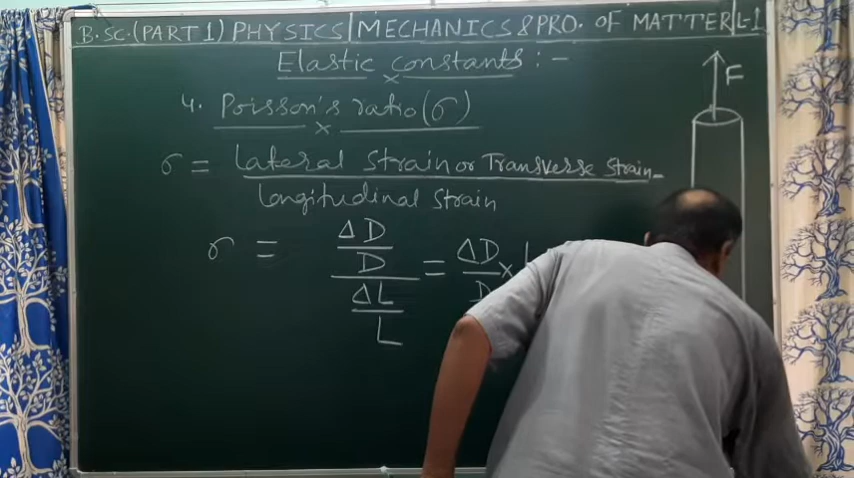 B.SC.(PART 1) PHYSICS|MECHANICS & PRO. OF MATTER|L-1
Elastic constants :-
4. Poisson's ratio (σ)
σ = Lateral Strain or Transverse Strain
Longitudinal Strain
σ = ΔD/D / ΔL/L = ΔD/D × L
F